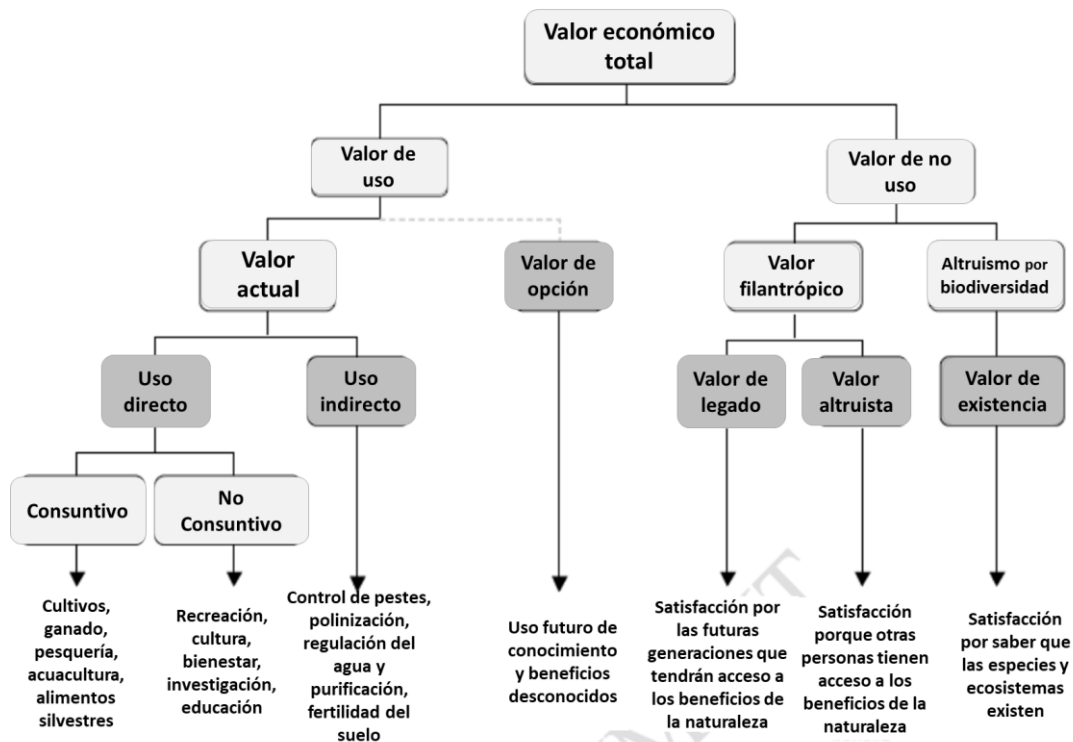 Valor económico
total
Valor de
uso
Valor de no
uso
Valor
actual
Valor de
opción
Valor
filantrópico
Altruismo por
biodiversidad
Uso
directo
Uso
indirecto
Valor de
legado
Valor
altruista
Valor de
existencia
Consuntivo
No
Consuntivo
Cultivos,
ganado,
pesquería,
acuacultura,
alimentos
silvestres
Recreación,
cultura,
bienestar,
investigación,
educación
Control de pestes,
polinización,
regulación del
agua y
purificación,
fertilidad del
suelo
Uso futuro de
conocimiento
y beneficios
desconocidos
Satisfacción por
las futuras
generaciones que
tendrán acceso a
los beneficios de
la naturaleza
Satisfacción
porque otras
personas tienen
acceso a los
beneficios de la
naturaleza
Satisfacción
por saber que
las especies y
ecosistemas
existen